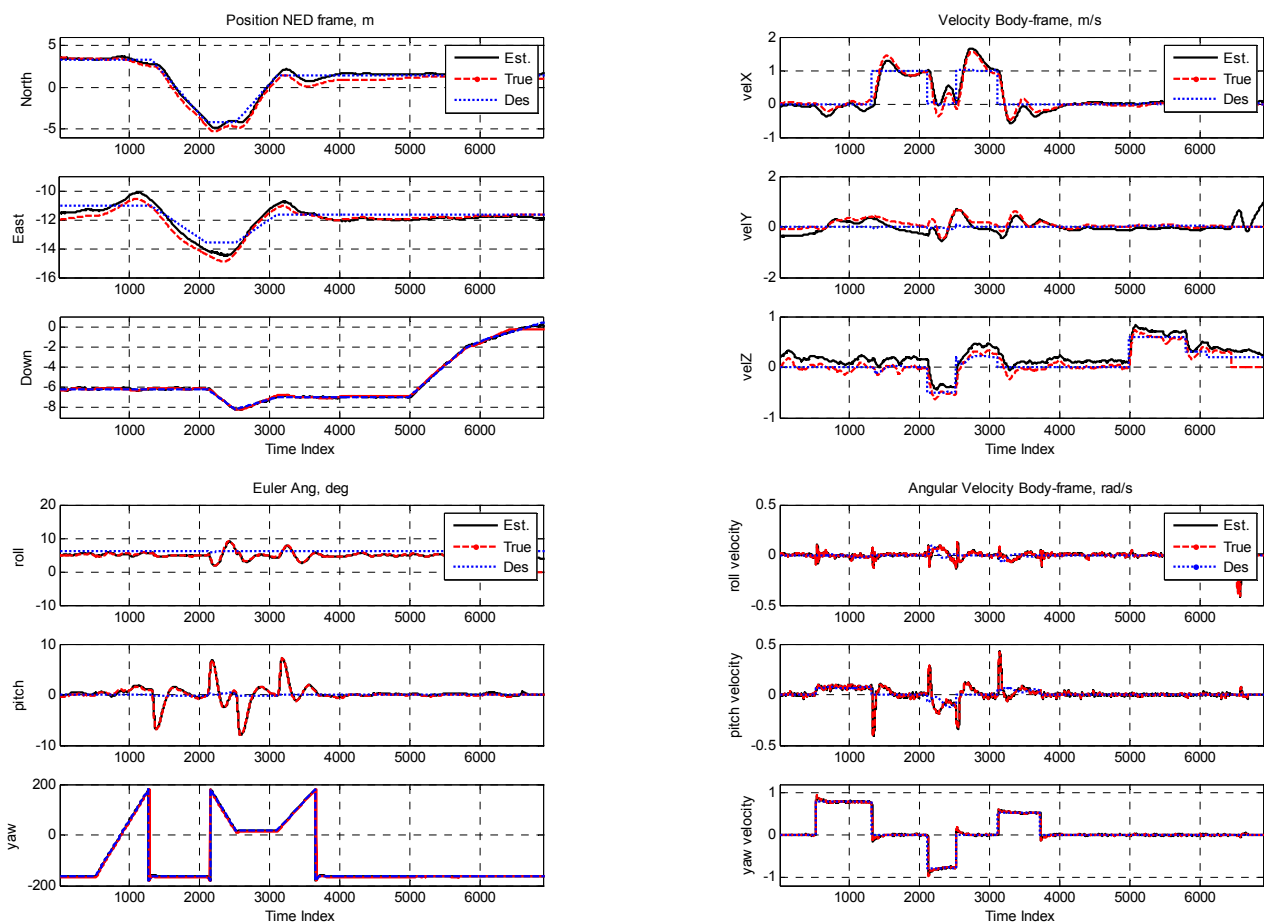 Position NED frame, m
North
5
0
-5
Est.
True
Des
1000 2000 3000 4000 5000 6000
East
-10
-12
-14
-16
1000 2000 3000 4000 5000 6000
Down
0
-2
-4
-6
-8
1000 2000 3000 4000 5000 6000
Time Index
Velocity Body-frame, m/s
velX
2
1
0
-1
Est.
True
Des
1000 2000 3000 4000 5000 6000
velY
2
0
-2
1000 2000 3000 4000 5000 6000
velZ
1
0
-1
1000 2000 3000 4000 5000 6000
Time Index
Euler Ang, deg
roll
20
10
0
-10
Est.
True
Des
1000 2000 3000 4000 5000 6000
pitch
10
0
-10
1000 2000 3000 4000 5000 6000
yaw
200
0
-200
1000 2000 3000 4000 5000 6000
Time Index
Angular Velocity Body-frame, rad/s
roll velocity
0.5
0
-0.5
Est.
True
Des
1000 2000 3000 4000 5000 6000
pitch velocity
0.5
0
-0.5
1000 2000 3000 4000 5000 6000
yaw velocity
1
0
-1
1000 2000 3000 4000 5000 6000
Time Index